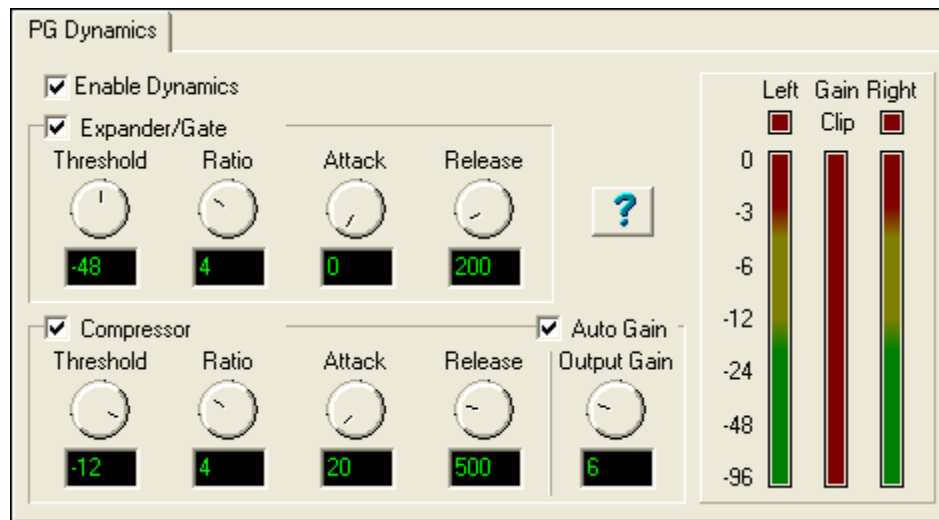 PG Dynamics
Enable Dynamics
Expander/Gate
Threshold Ratio Attack Release
-48 4 0 200
?
Compressor Auto Gain
Threshold Ratio Attack Release Output Gain
-12 4 20 500 6
Left Gain Right
Clip
0
-3
-6
-12
-24
-48
-96